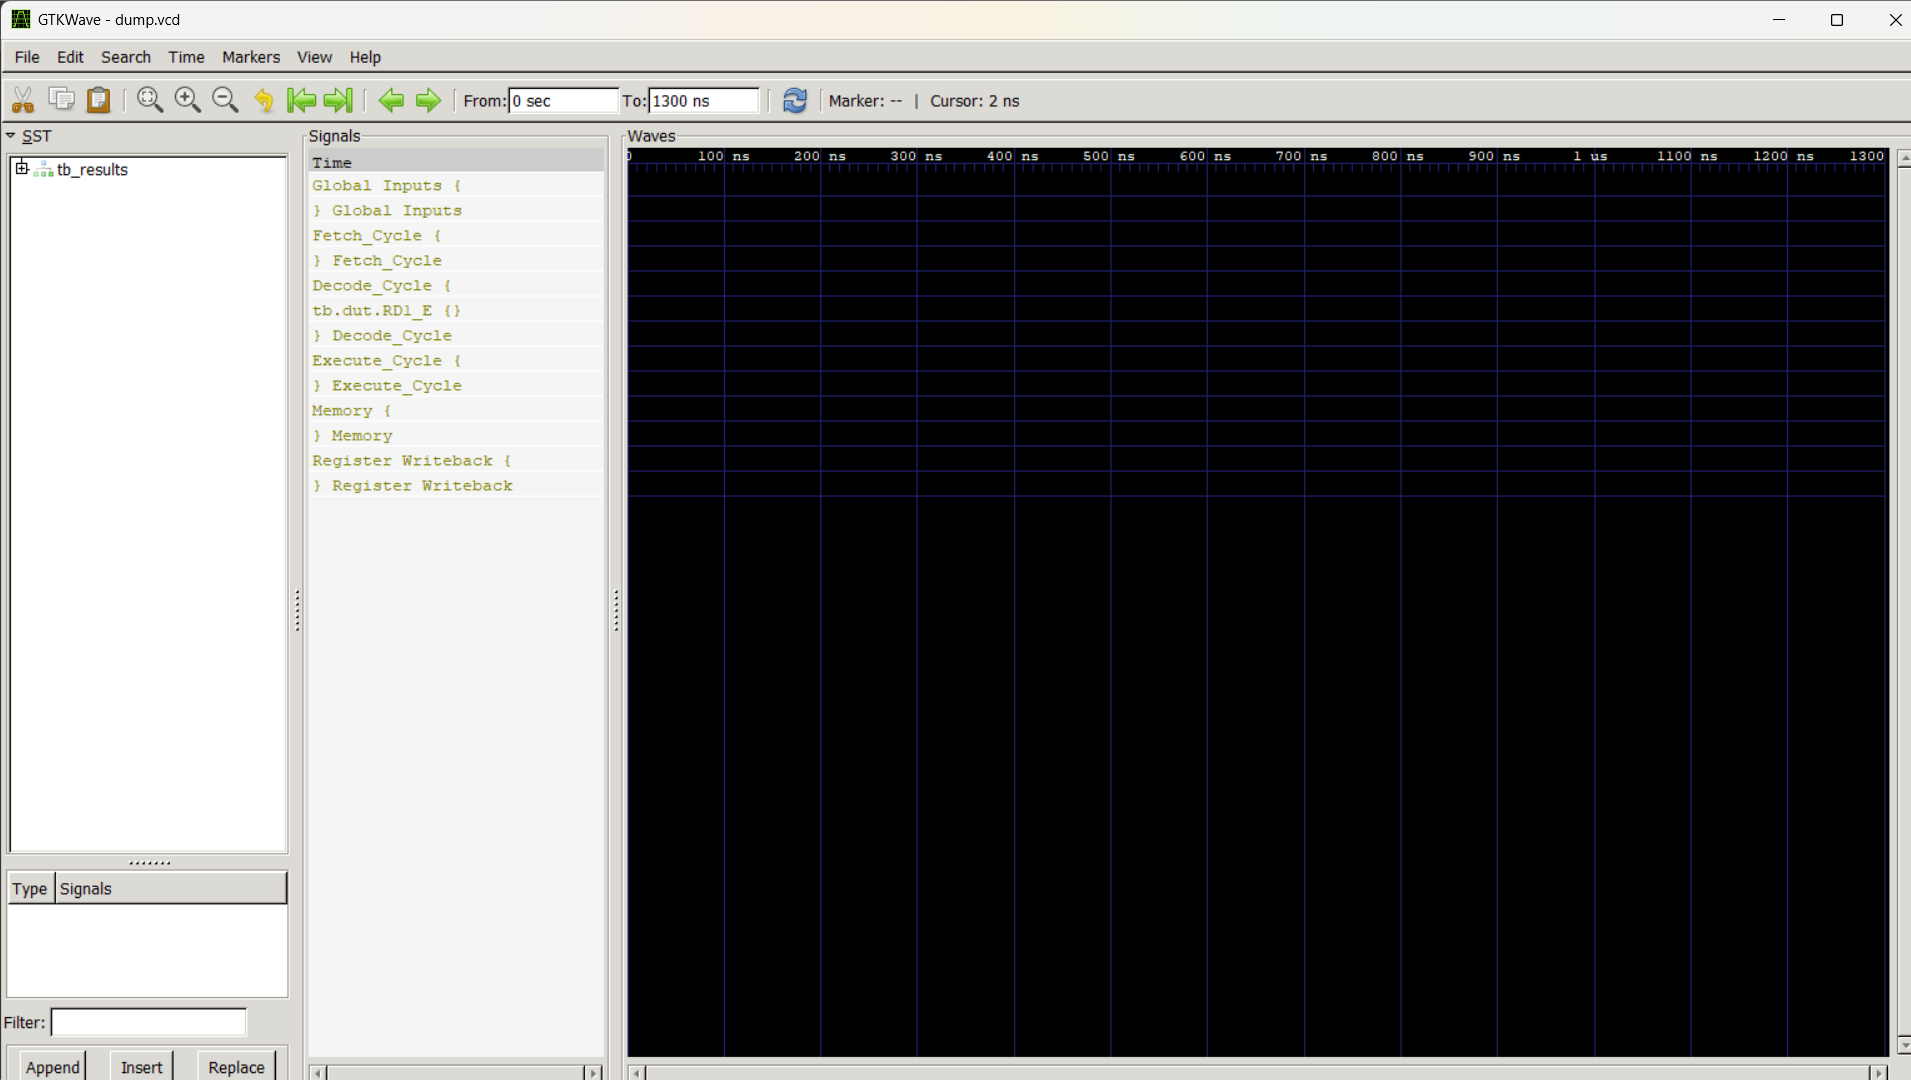 GTKWave - dump.vcd
File Edit Search Time Markers View Help
From: 0 sec To: 1300 ns Marker: -- | Cursor: 2 ns
SST
tb_results
Type Signals
Filter:
Append Insert Replace
Signals
Time
Global Inputs {
} Global Inputs
Fetch_Cycle {
} Fetch_Cycle
Decode_Cycle {
tb.dut.RD1_E {}
} Decode_Cycle
Execute_Cycle {
} Execute_Cycle
Memory {
} Memory
Register Writeback {
} Register Writeback
Waves
0 100 ns 200 ns 300 ns 400 ns 500 ns 600 ns 700 ns 800 ns 900 ns 1 us 1100 ns 1200 ns 1300